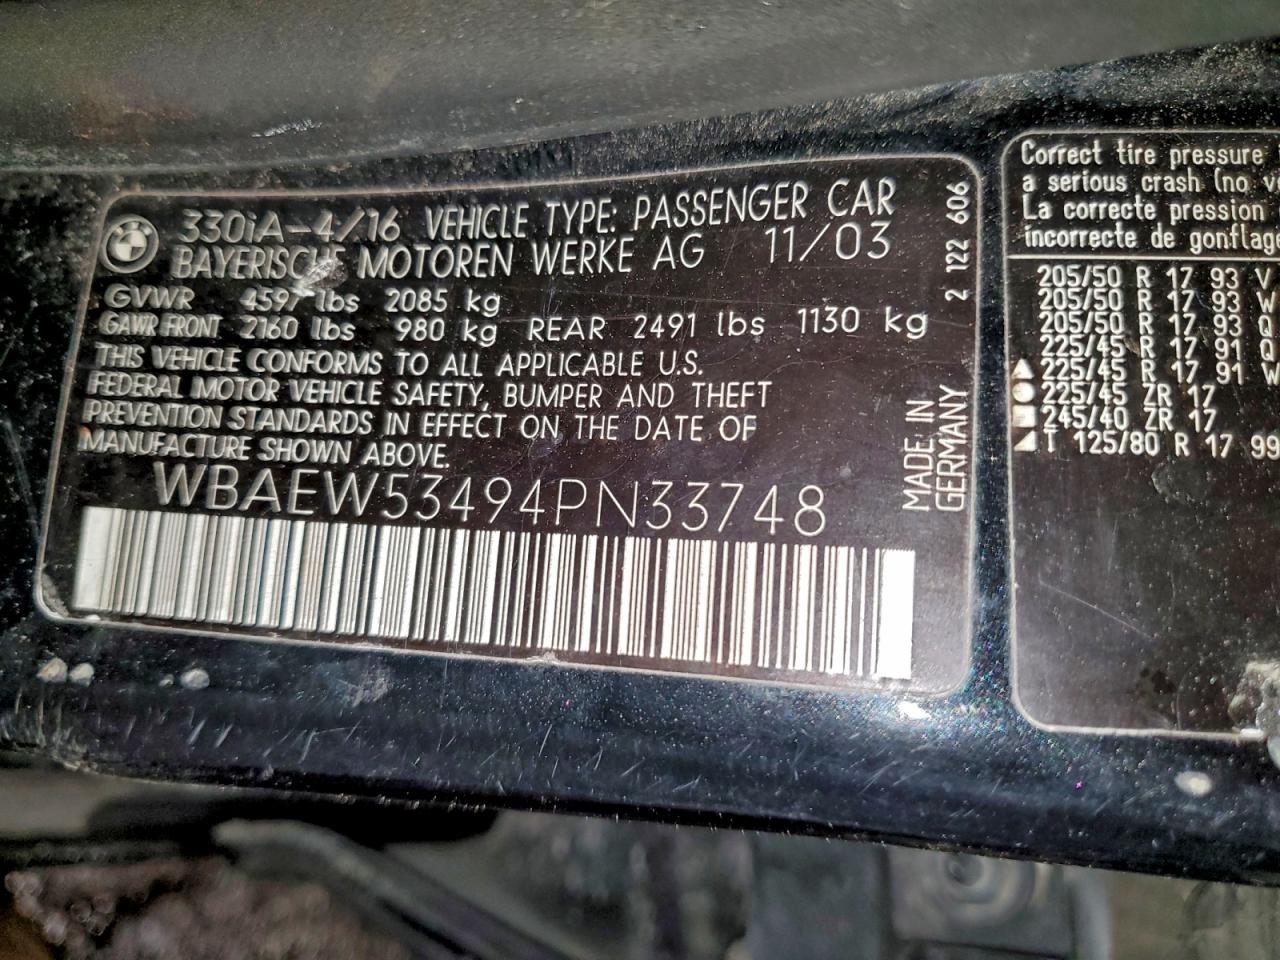 330iA-4/16 VEHICLE TYPE: PASSENGER CAR
BAYERISCHE MOTOREN WERKE AG 11/03
GVWR 4597 lbs 2085 kg
GAWR FRONT 2160 lbs 980 kg REAR 2491 lbs 1130 kg
THIS VEHICLE CONFORMS TO ALL APPLICABLE U.S.
FEDERAL MOTOR VEHICLE SAFETY, BUMPER AND THEFT
PREVENTION STANDARDS IN EFFECT ON THE DATE OF
MANUFACTURE SHOWN ABOVE.
WBAEW53494PN33748
2 122 606
MADE IN
GERMANY
Correct tire pressure
a serious crash (no
La correcte pression
incorrecte de
205/50 R 17 93 V
205/50 R 17 93 W
205/50 R 17 93 Q
225/45 R 17 91 Q
225/45 R 17 91 W
225/45 ZR 17
245/40 ZR 17
T 125/80 R 17 99